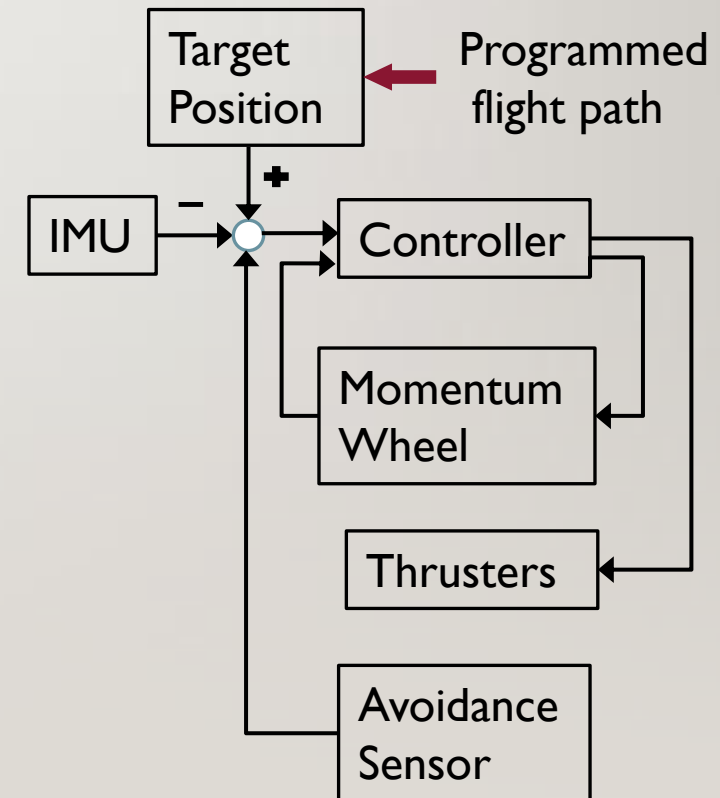 Target
Position
Programmed
flight path
+
−
IMU
Controller
Momentum
Wheel
Thrusters
Avoidance
Sensor